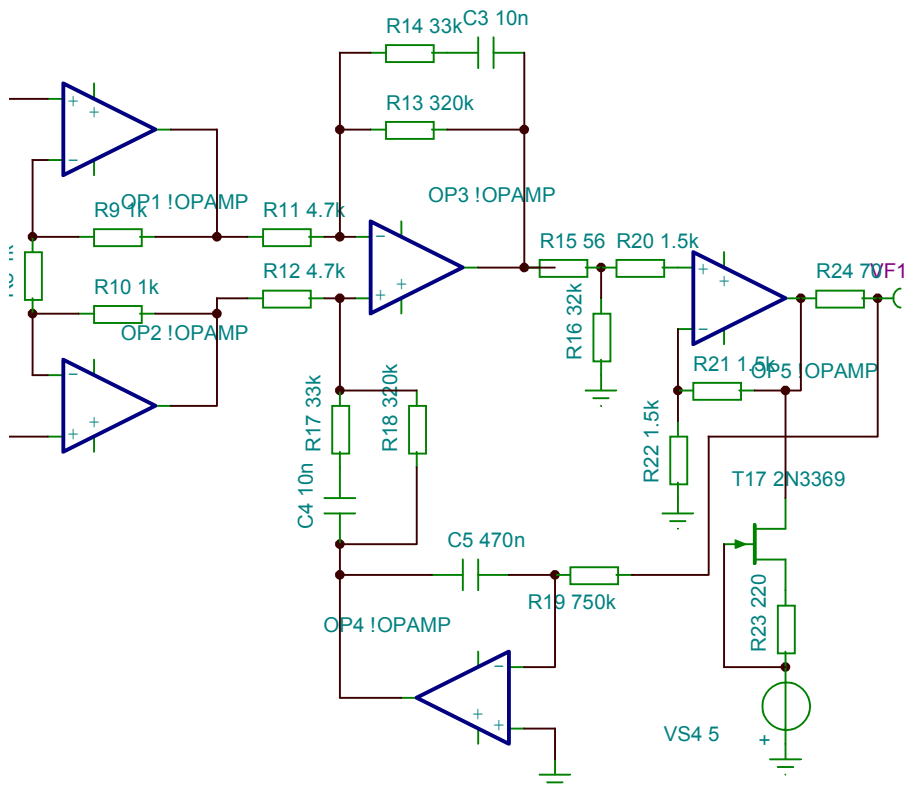 R14 33k
C3 10n
R13 320k
OP1 !OPAMP
OP3 !OPAMP
R9 1k
R11 4.7k
R10 1k
R12 4.7k
OP2 !OPAMP
R15 56
R20 1.5k
R24 70
VF1
R16 32k
R21 1.5k
OP5 !OPAMP
R17 33k
R18 320k
R22 1.5k
C4 10n
T17 2N3369
C5 470n
R19 750k
OP4 !OPAMP
R23 220
VS4 5